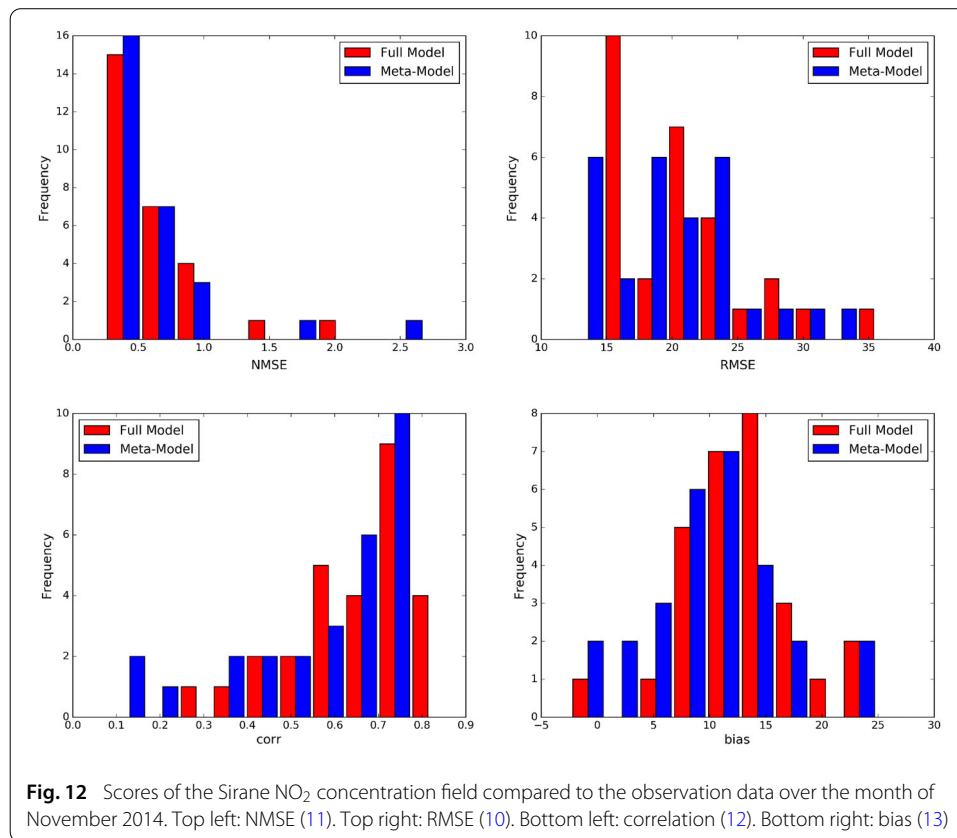 16
14
12
10
8
6
4
2
0
Frequency
0.0 0.5 1.0 1.5 2.0 2.5 3.0
NMSE
Full Model
Meta-Model
10
8
6
4
2
0
Frequency
10 15 20 25 30 35 40
RMSE
Full Model
Meta-Model
10
8
6
4
2
0
Frequency
0.0 0.1 0.2 0.3 0.4 0.5 0.6 0.7 0.8 0.9
corr
Full Model
Meta-Model
8
7
6
5
4
3
2
1
0
Frequency
−5 0 5 10 15 20 25 30
bias
Full Model
Meta-Model
Fig. 12 Scores of the Sirane NO₂ concentration field compared to the observation data over the month of
November 2014. Top left: NMSE (11). Top right: RMSE (10). Bottom left: correlation (12). Bottom right: bias (13)